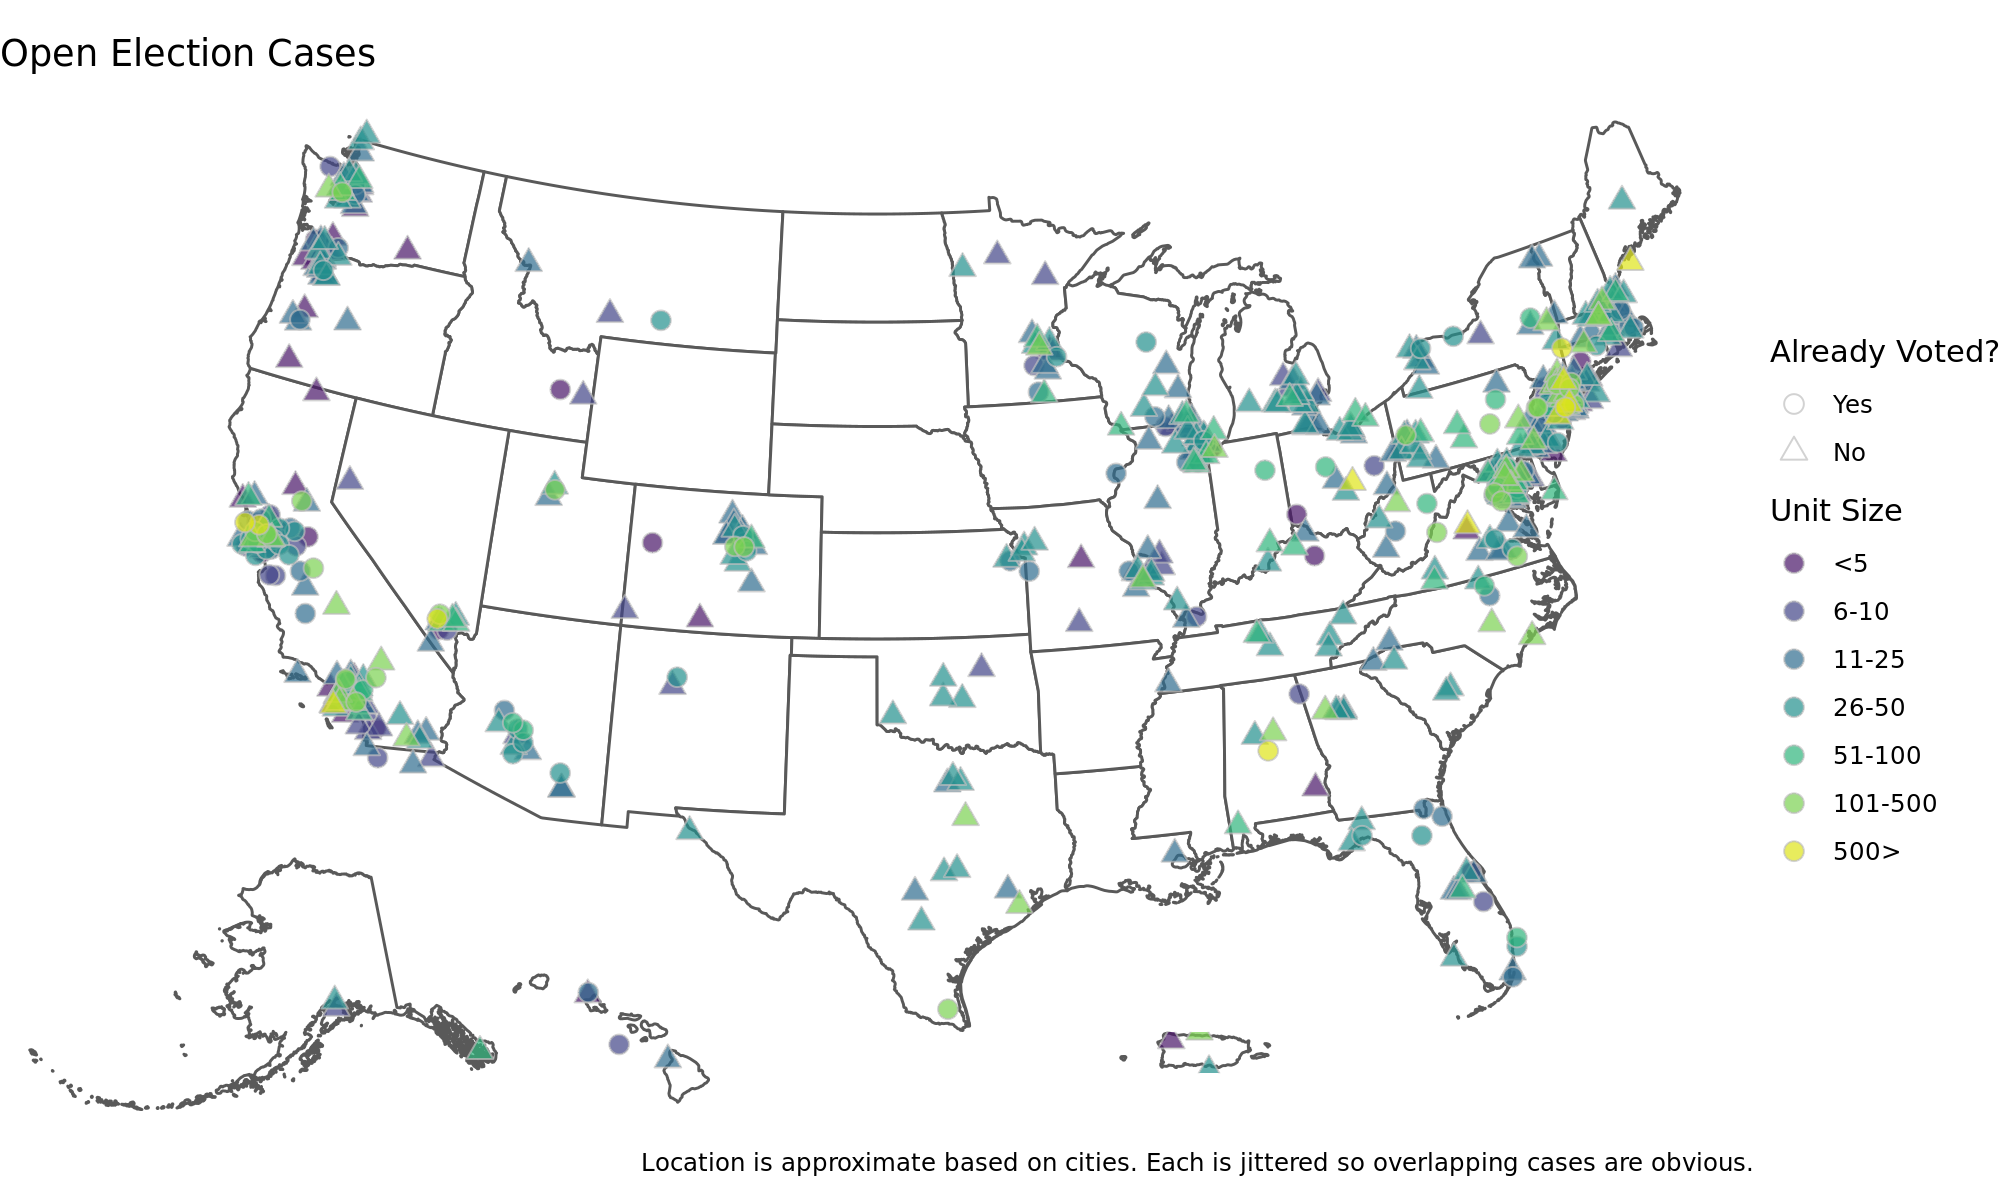 Open Election Cases
Already Voted?
Yes
No
Unit Size
<5
6-10
11-25
26-50
51-100
101-500
500>
Location is approximate based on cities. Each is jittered so overlapping cases are obvious.